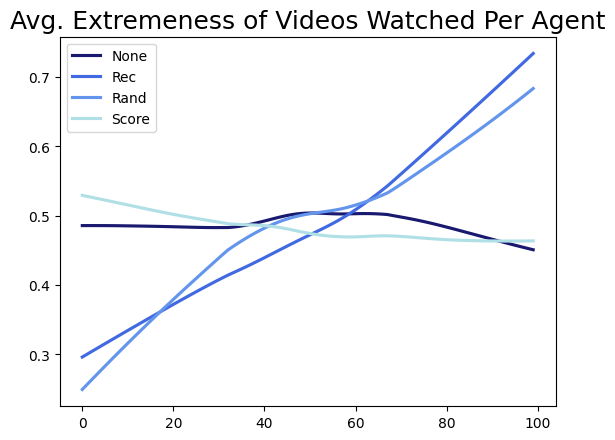 Avg. Extremeness of Videos Watched Per Agent
None
Rec
Rand
Score
0.7
0.6
0.5
0.4
0.3
0 20 40 60 80 100